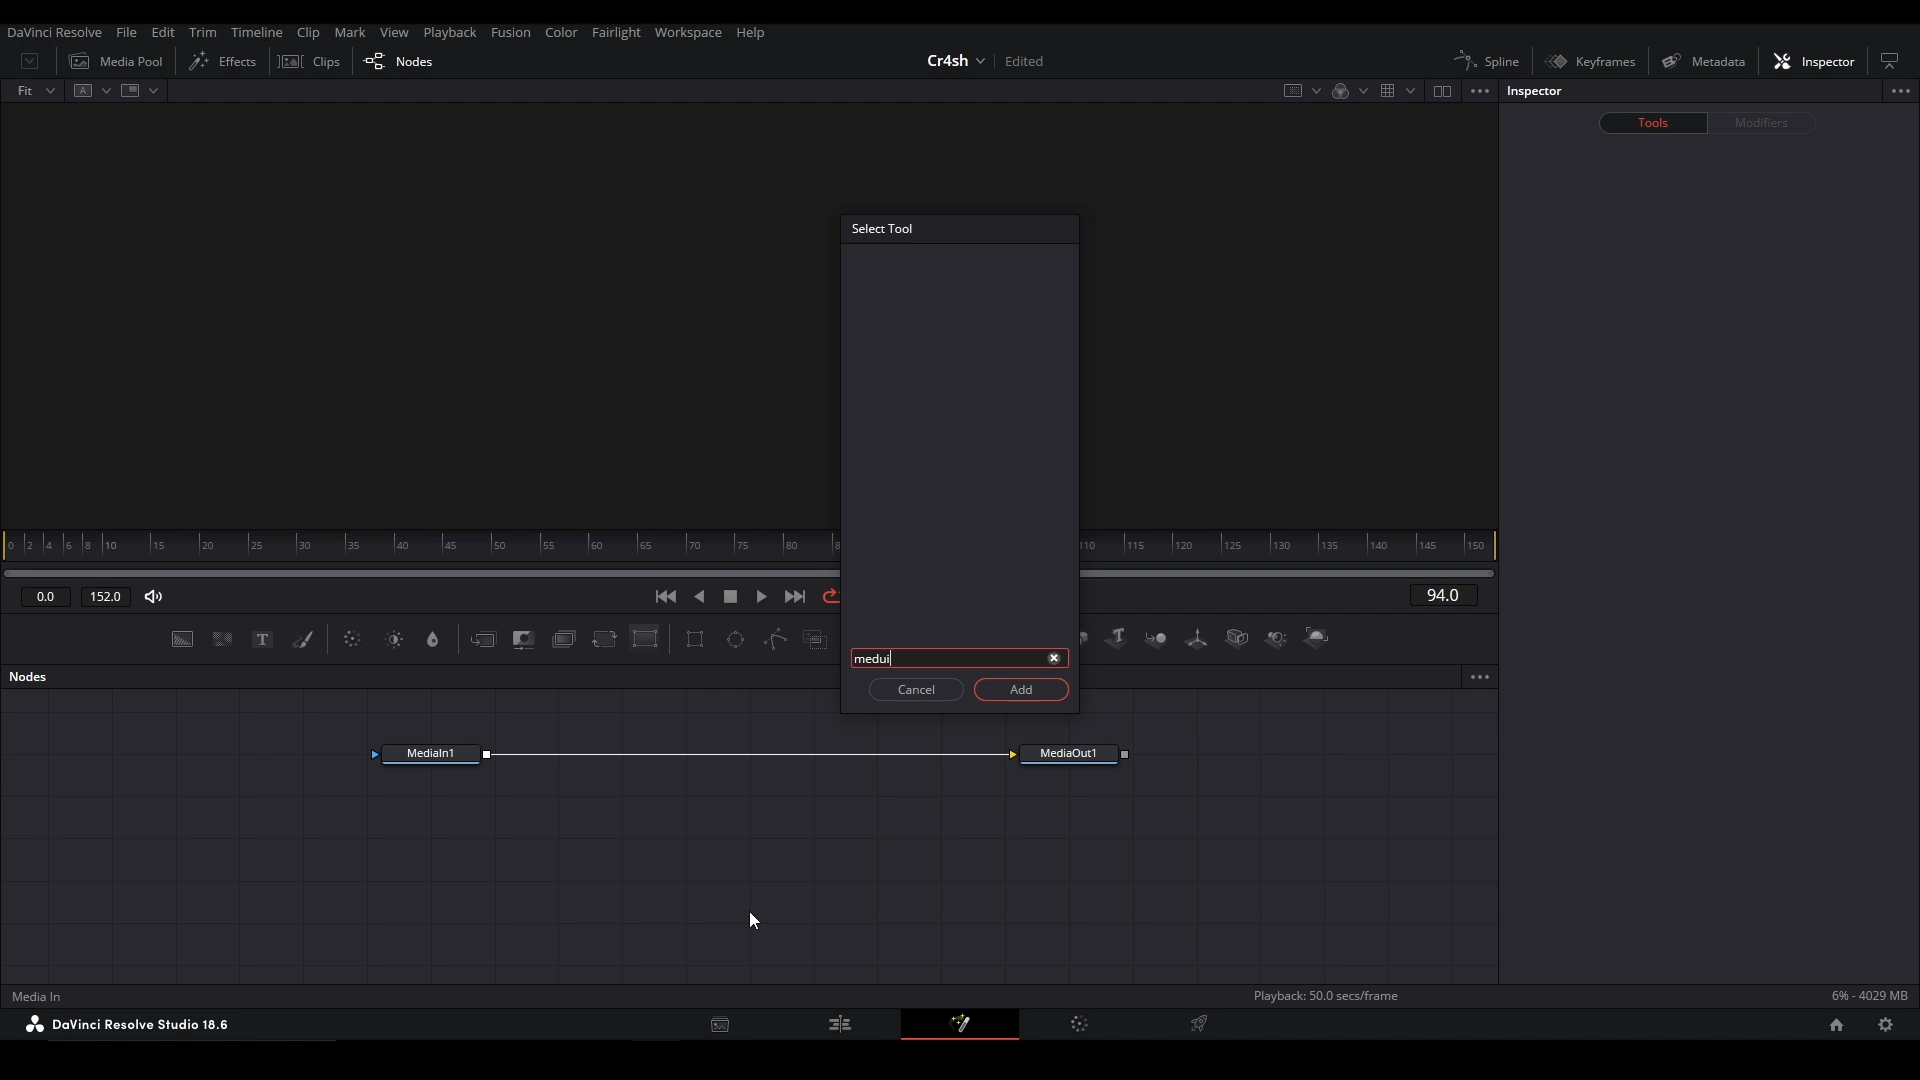 DaVinci Resolve File Edit Trim Timeline Clip Mark View Playback Fusion Color Fairlight Workspace Help
Media Pool Effects Clips Nodes Cr4sh Edited Spline Keyframes Metadata Inspector
Fit A Inspector
Tools Modifiers
Select Tool
0 2 4 6 8 10 15 20 25 30 35 40 45 50 55 60 65 70 75 80 110 115 120 125 130 135 140 145 150
0.0 152.0 94.0
T T
medui
Nodes
Cancel Add
MediaIn1 MediaOut1
Media In Playback: 50.0 secs/frame 6% - 4029 MB
DaVinci Resolve Studio 18.6